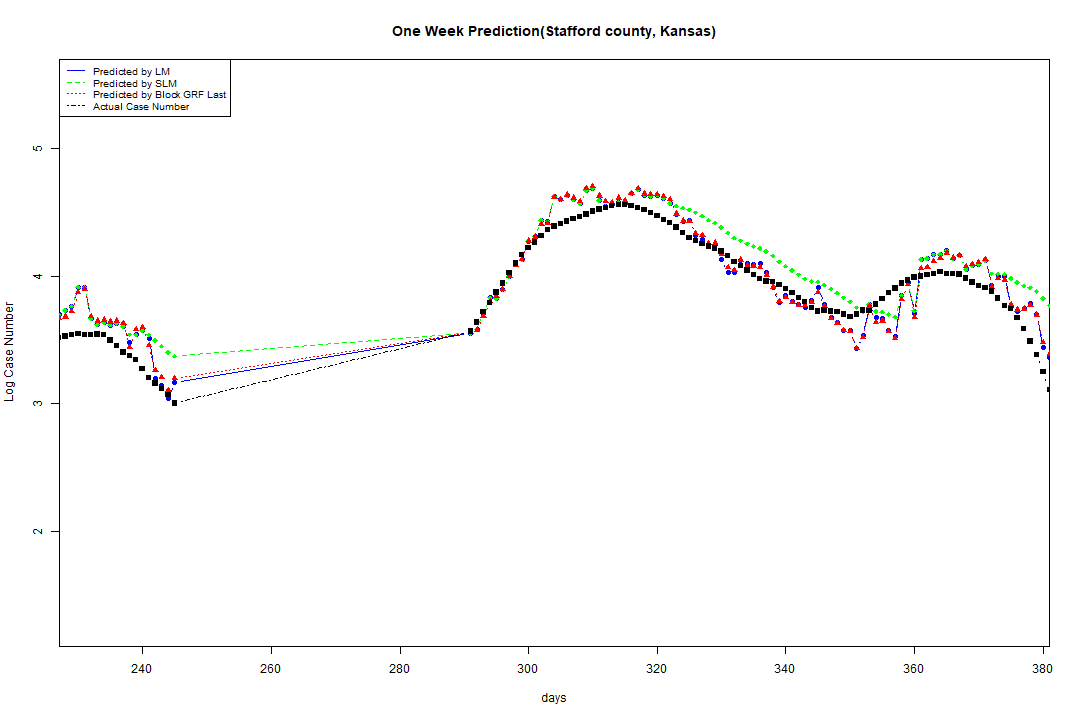 One Week Prediction(Stafford county, Kansas)
Predicted by LM
Predicted by SLM
Predicted by Block GRF Last
Actual Case Number
5
4
3
2
Log Case Number
240 260 280 300 320 340 360 380
days